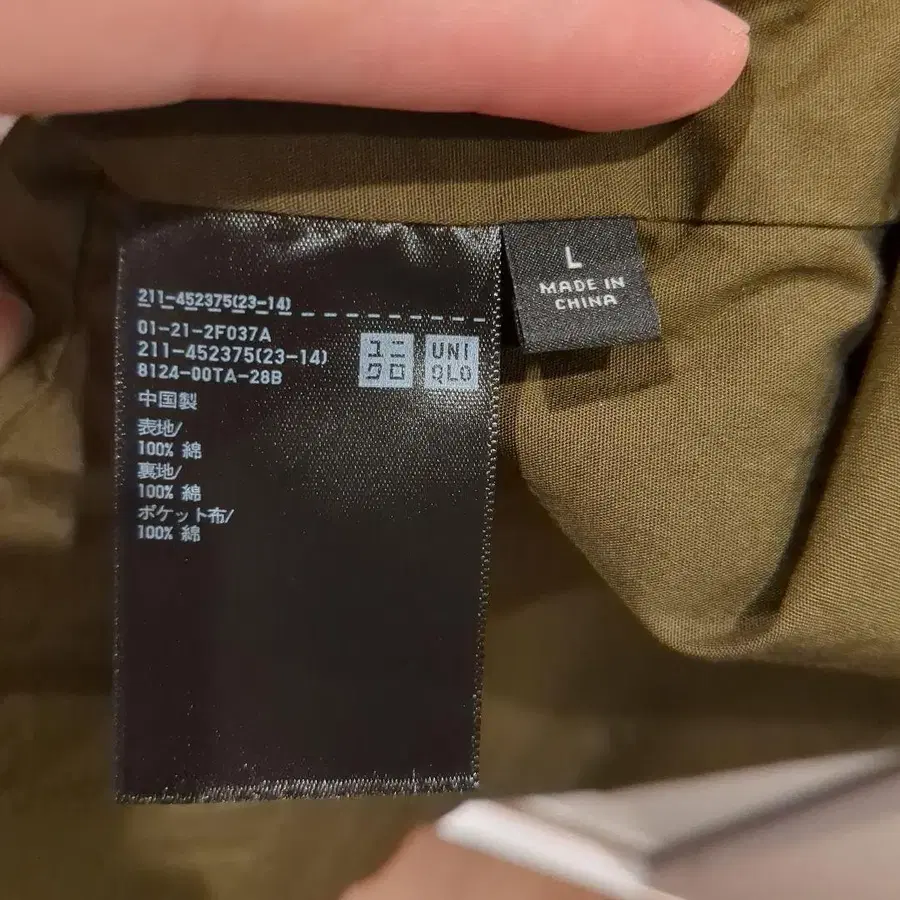 211-452375(23-14)
01-21-2F037A
211-452375(23-14)
8124-00TA-28B
中国製
表地/
100% 綿
裏地/
100% 綿
ポケット布/
100% 綿
ユニ
クロ
UNI
QLO
L
MADE IN
CHINA